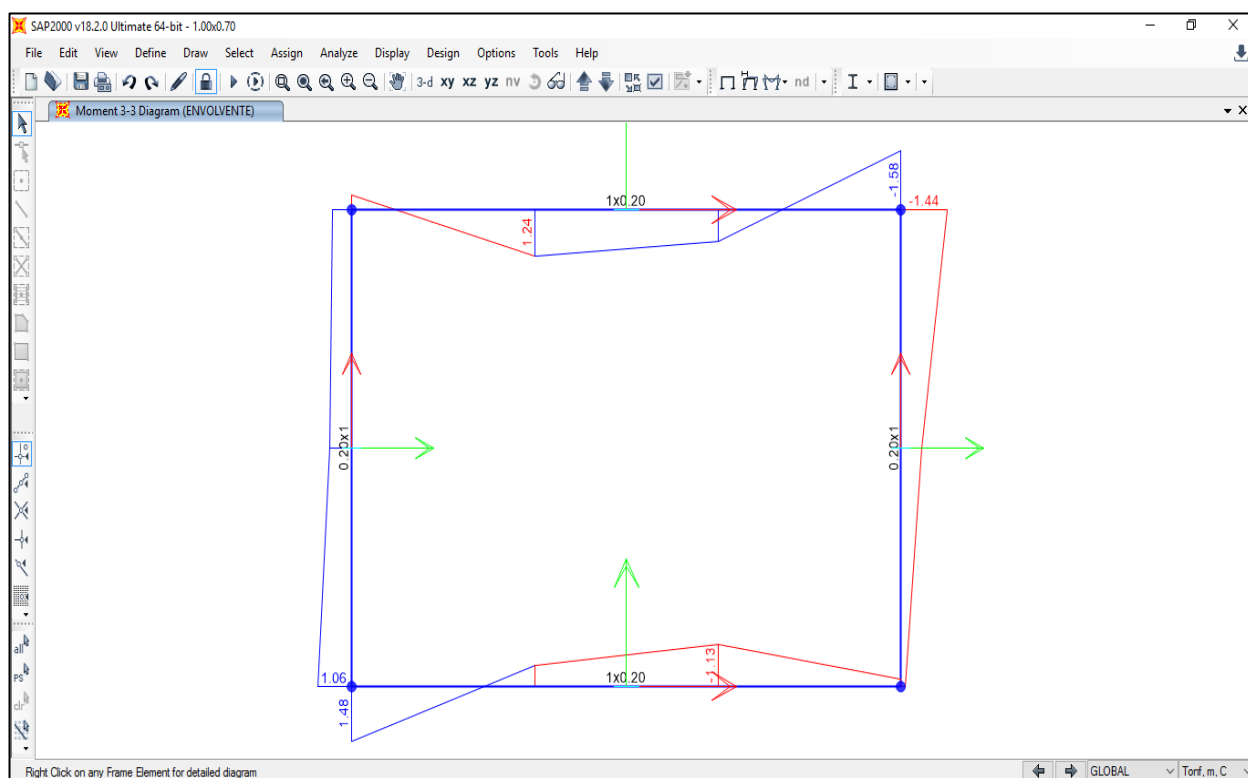 SAP2000 v18.2.0 Ultimate 64-bit - 1.00x0.70
File Edit View Define Draw Select Assign Analyze Display Design Options Tools Help
3-d xy xz yz nv nd
Moment 3-3 Diagram (ENVOLVENTE)
1x0.20
-1.58
-1.44
1.24
0.20x1
0.20x1
1.06
1x0.20
-1.13
1.48
all
PS
clr
Right Click on any Frame Element for detailed diagram
GLOBAL
Tonf, m, C